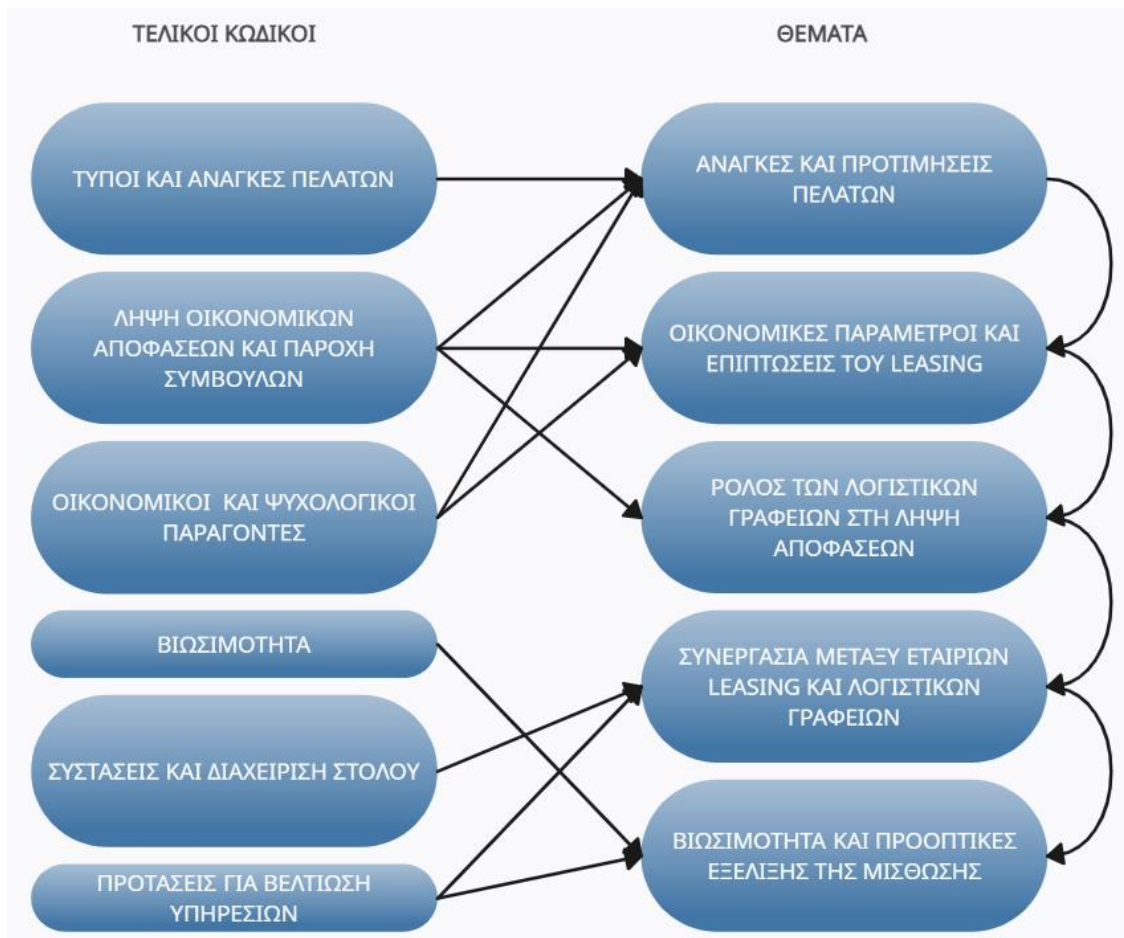 ΤΕΛΙΚΟΙ ΚΩΔΙΚΟΙ
ΘΕΜΑΤΑ
ΤΥΠΟΙ ΚΑΙ ΑΝΑΓΚΕΣ ΠΕΛΑΤΩΝ
ΑΝΑΓΚΕΣ ΚΑΙ ΠΡΟΤΙΜΗΣΕΙΣ
ΠΕΛΑΤΩΝ
ΛΗΨΗ ΟΙΚΟΝΟΜΙΚΩΝ
ΑΠΟΦΑΣΕΩΝ ΚΑΙ ΠΑΡΟΧΗ
ΣΥΜΒΟΥΛΩΝ
ΟΙΚΟΝΟΜΙΚΕΣ ΠΑΡΑΜΕΤΡΟΙ ΚΑΙ
ΕΠΙΠΤΩΣΕΙΣ ΤΟΥ LEASING
ΟΙΚΟΝΟΜΙΚΟΙ ΚΑΙ ΨΥΧΟΛΟΓΙΚΟΙ
ΠΑΡΑΓΟΝΤΕΣ
ΡΟΛΟΣ ΤΩΝ ΛΟΓΙΣΤΙΚΩΝ
ΓΡΑΦΕΙΩΝ ΣΤΗ ΛΗΨΗ
ΑΠΟΦΑΣΕΩΝ
ΒΙΩΣΙΜΟΤΗΤΑ
ΣΥΝΕΡΓΑΣΙΑ ΜΕΤΑΞΥ ΕΤΑΙΡΙΩΝ
LEASING ΚΑΙ ΛΟΓΙΣΤΙΚΩΝ
ΓΡΑΦΕΙΩΝ
ΣΥΣΤΑΣΕΙΣ ΚΑΙ ΔΙΑΧΕΙΡΙΣΗ ΣΤΟΛΟΥ
ΒΙΩΣΙΜΟΤΗΤΑ ΚΑΙ ΠΡΟΟΠΤΙΚΕΣ
ΕΞΕΛΙΞΗΣ ΤΗΣ ΜΙΣΘΩΣΗΣ
ΠΡΟΤΑΣΕΙΣ ΓΙΑ ΒΕΛΤΙΩΣΗ
ΥΠΗΡΕΣΙΩΝ